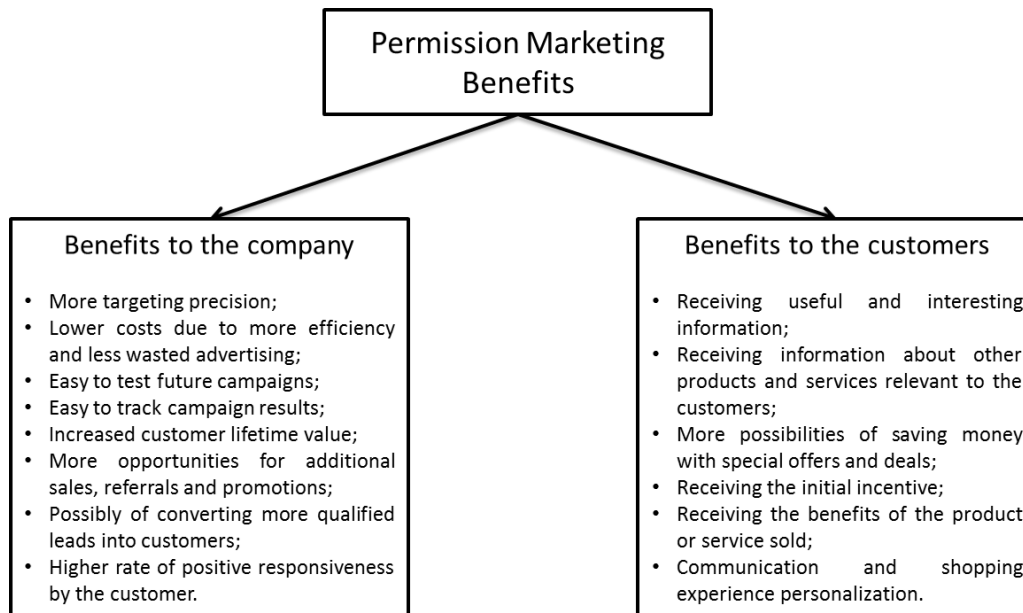 Permission Marketing
Benefits
Benefits to the company
• More targeting precision;
• Lower costs due to more efficiency
and less wasted advertising;
• Easy to test future campaigns;
• Easy to track campaign results;
• Increased customer lifetime value;
• More opportunities for additional
sales, referrals and promotions;
• Possibly of converting more qualified
leads into customers;
• Higher rate of positive responsiveness
by the customer.
Benefits to the customers
• Receiving useful and interesting
information;
• Receiving information about other
products and services relevant to the
customers;
• More possibilities of saving money
with special offers and deals;
• Receiving the initial incentive;
• Receiving the benefits of the product
or service sold;
• Communication and shopping
experience personalization.